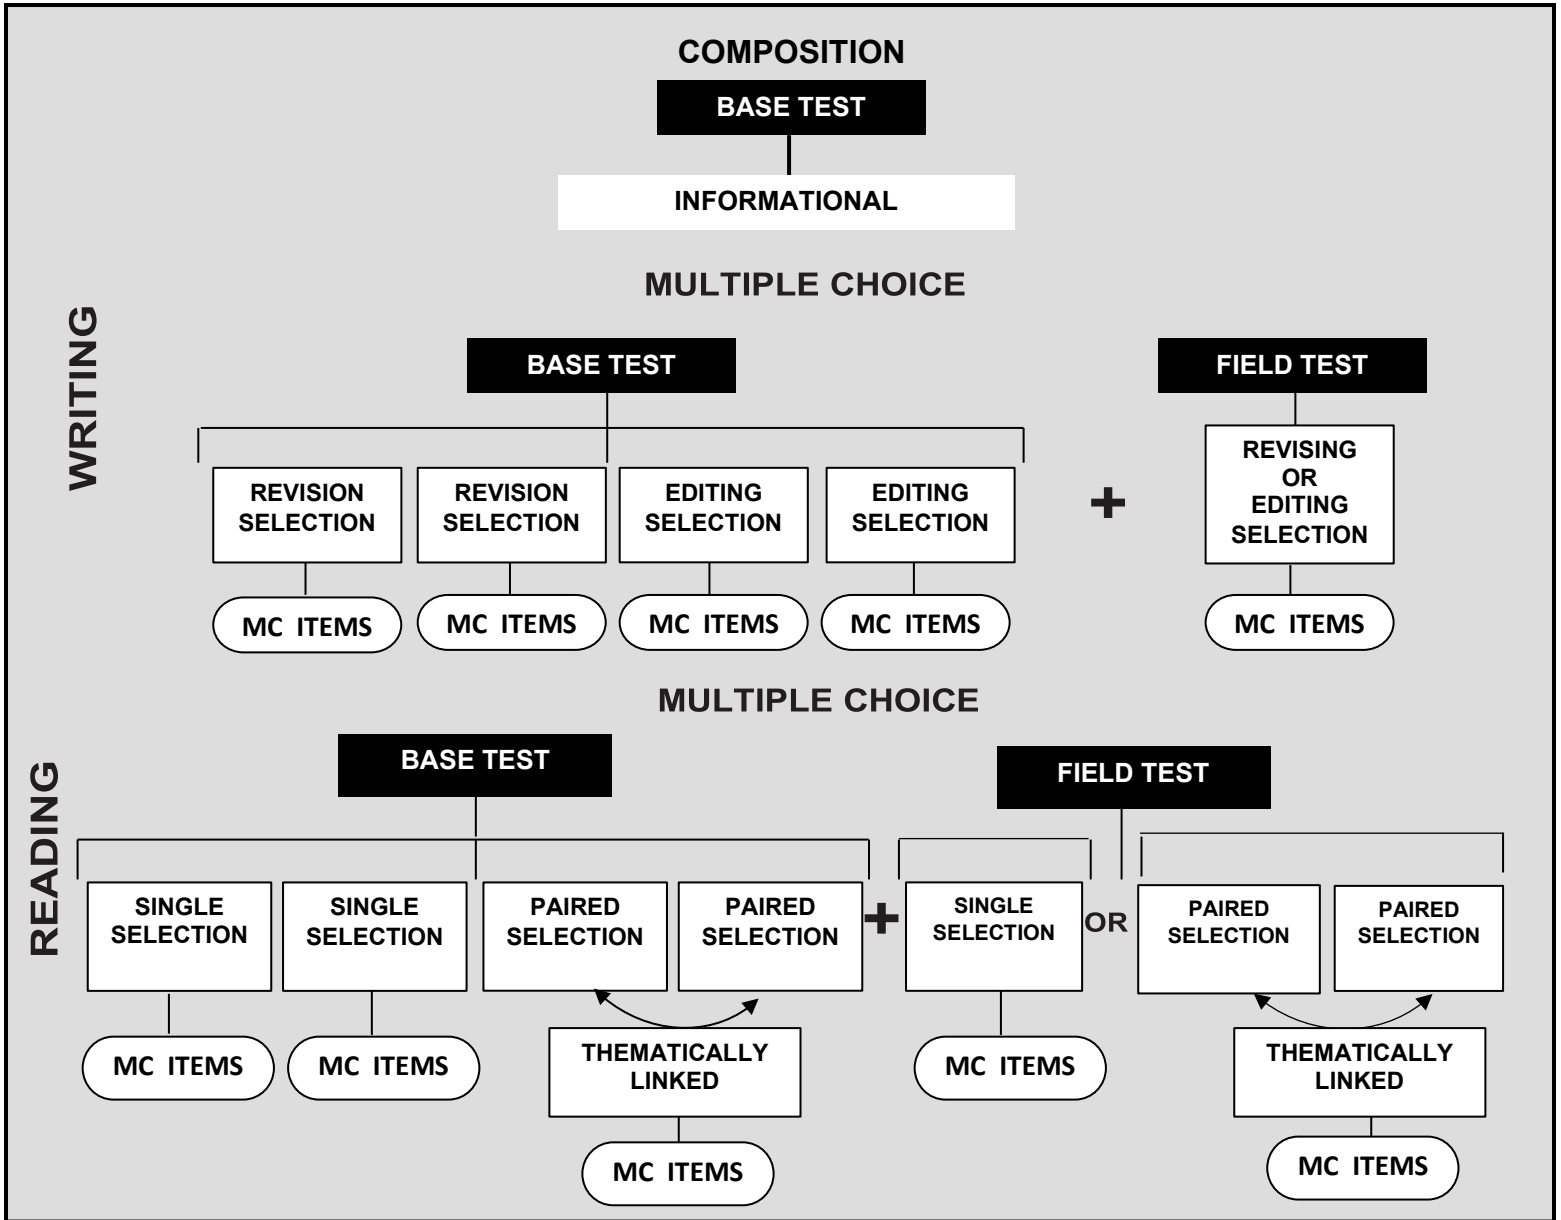 COMPOSITION
BASE TEST
INFORMATIONAL
MULTIPLE CHOICE
WRITING
BASE TEST
FIELD TEST
REVISION
SELECTION
REVISION
SELECTION
EDITING
SELECTION
EDITING
SELECTION
+
REVISING
OR
EDITING
SELECTION
MC ITEMS
MC ITEMS
MC ITEMS
MC ITEMS
MC ITEMS
MULTIPLE CHOICE
READING
BASE TEST
FIELD TEST
SINGLE
SELECTION
SINGLE
SELECTION
PAIRED
SELECTION
PAIRED
SELECTION
+
SINGLE
SELECTION
OR
PAIRED
SELECTION
PAIRED
SELECTION
MC ITEMS
MC ITEMS
THEMATICALLY
LINKED
MC ITEMS
MC ITEMS
THEMATICALLY
LINKED
MC ITEMS